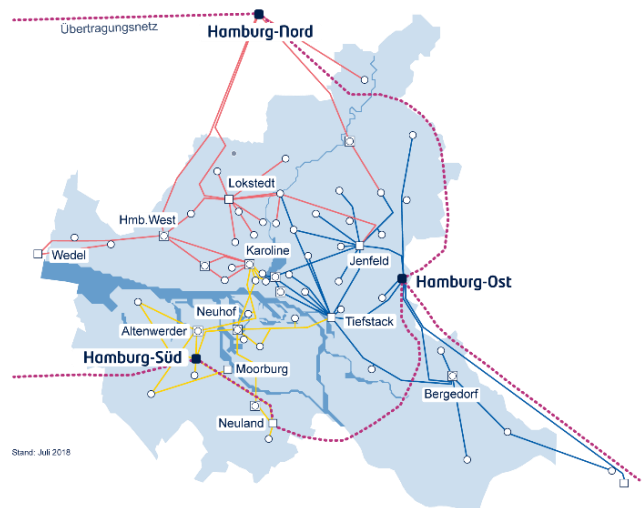 Übertragungsnetz
Hamburg-Nord
Lokstedt
Hmb.West
Karoline
Wedel
Jenfeld
Hamburg-Ost
Neuhof
Altenwerder
Tiefstack
Hamburg-Süd
Moorburg
Bergedorf
Neuland
Stand: Juli 2018